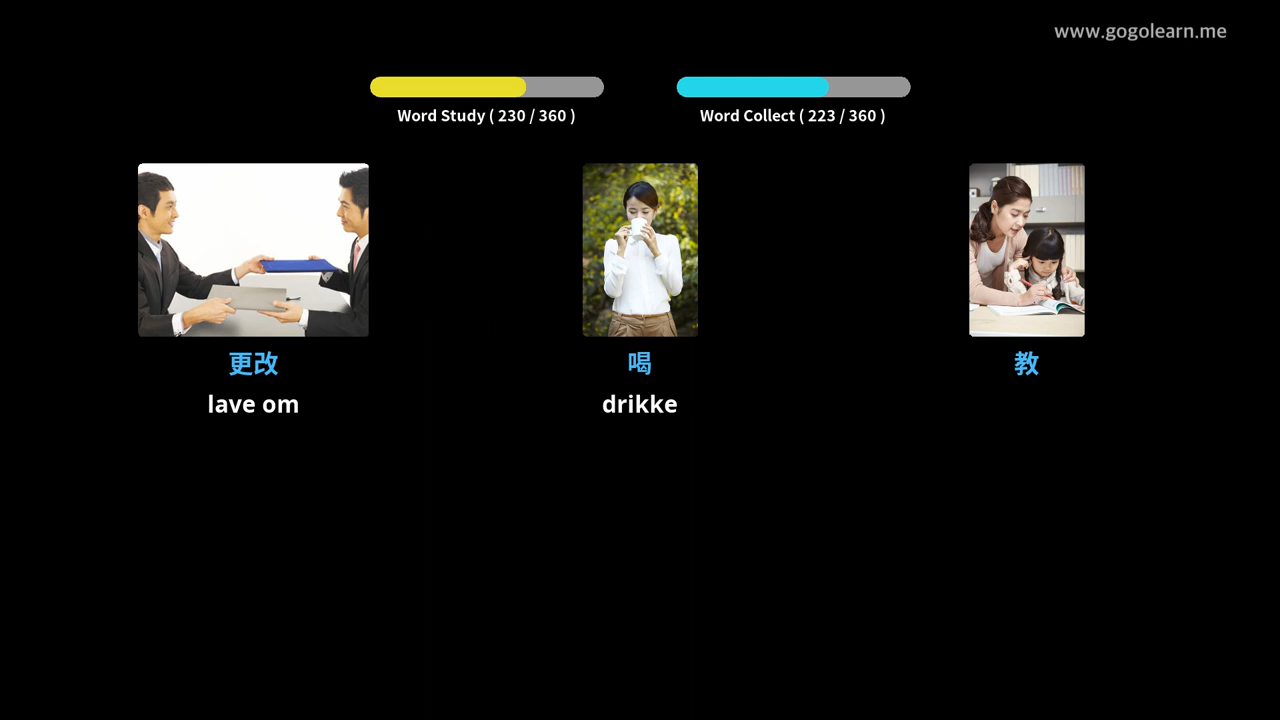 www.gogolearn.me
Word Study ( 230 / 360 )
Word Collect ( 223 / 360 )
更改
喝
教
lave om
drikke